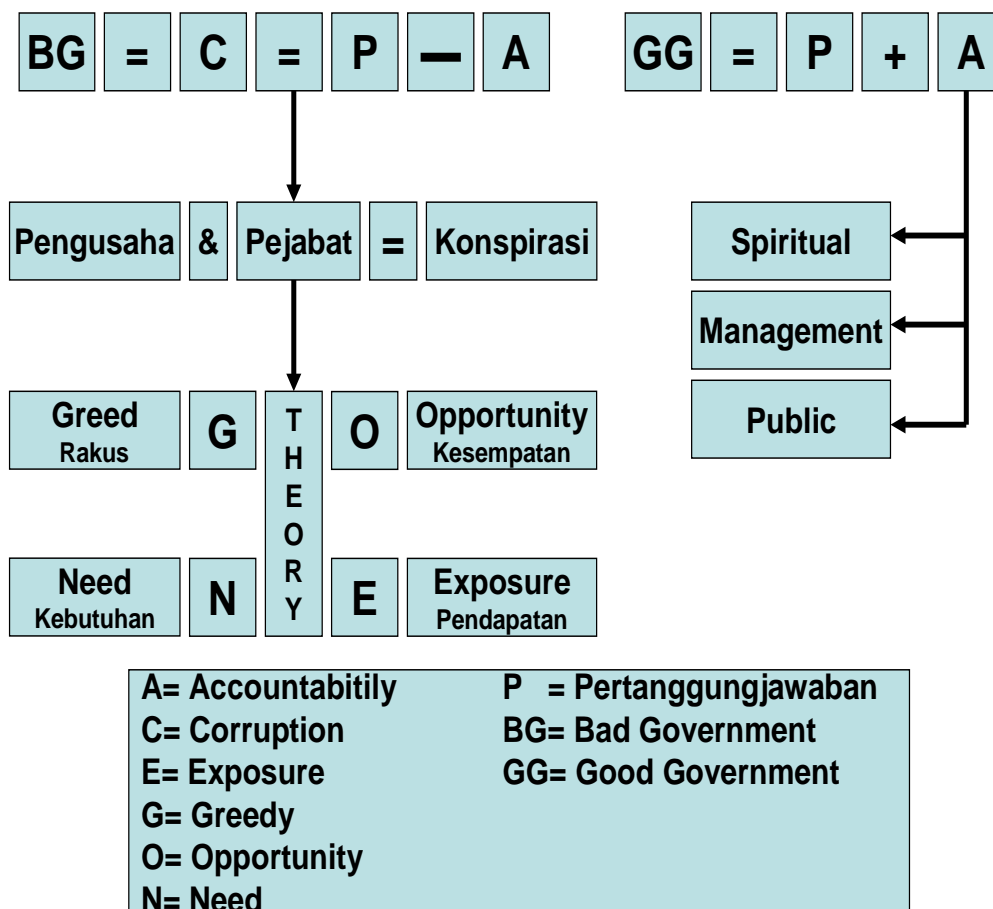 BG = C = P — A
GG = P + A
Pengusaha & Pejabat = Konspirasi
Spiritual
Management
Public
Greed
Rakus
G
THEORY
O
Opportunity
Kesempatan
Need
Kebutuhan
N
E
Exposure
Pendapatan
A= Accountabitily
C= Corruption
E= Exposure
G= Greedy
O= Opportunity
N= Need
P = Pertanggungjawaban
BG= Bad Government
GG= Good Government